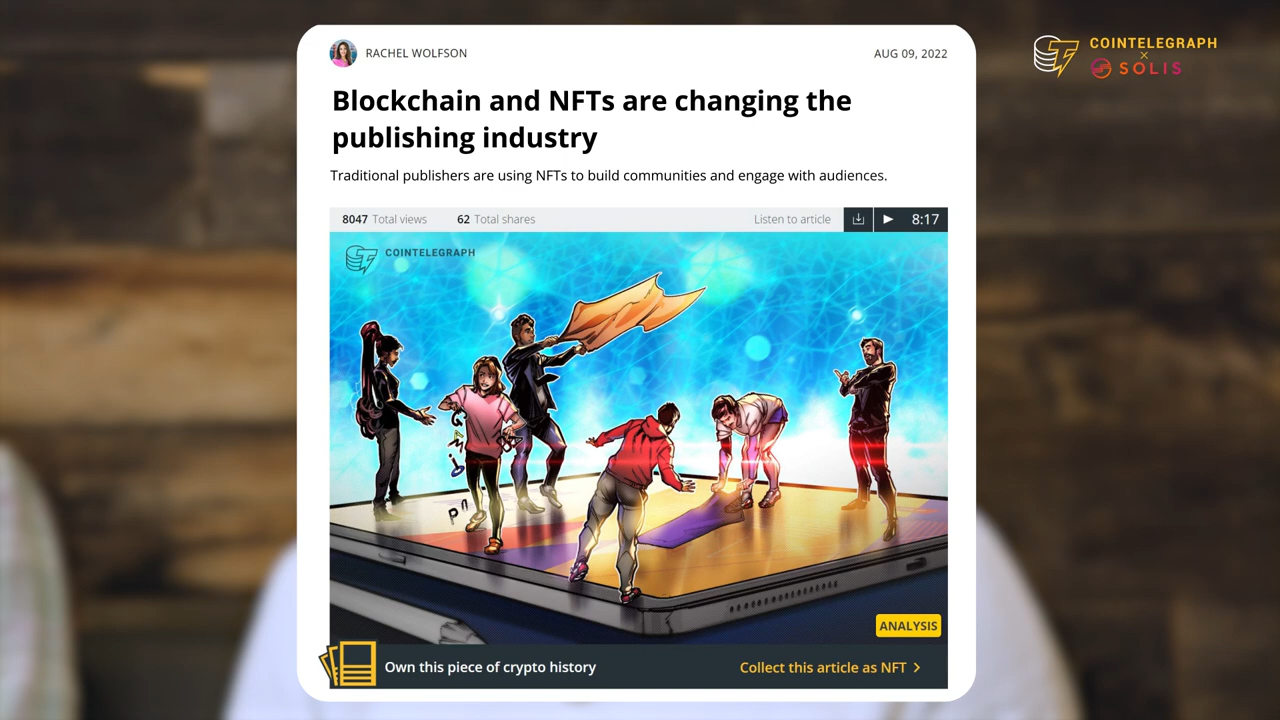 RACHEL WOLFSON
AUG 09, 2022
COINTELEGRAPH
×
SOLIS
Blockchain and NFTs are changing the
publishing industry
Traditional publishers are using NFTs to build communities and engage with audiences.
8047 Total views 62 Total shares Listen to article 8:17
COINTELEGRAPH
ANALYSIS
Own this piece of crypto history Collect this article as NFT >